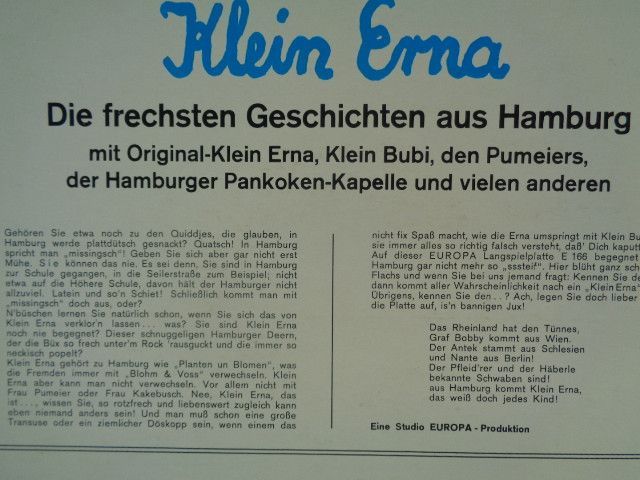 Klein Erna
Die frechsten Geschichten aus Hamburg
mit Original-Klein Erna, Klein Bubi, den Pumeiers,
der Hamburger Pankoken-Kapelle und vielen anderen
Gehören Sie etwa noch zu den Quiddjes, die glauben, in
Hamburg werde plattdütsch gesnackt? Quatsch! In Hamburg
spricht man „missingsch"! Geben Sie sich aber gar nicht erst
Mühe. Sie können das nie. Es sei denn, Sie sind in Hamburg
zur Schule gegangen, in die Seilerstraße zum Beispiel; nicht
etwa auf die Höhere Schule, davon hält der Hamburger nicht
allzuviel. Latein und so'n Schiet! Schließlich kommt man mit
„missingsch" doch aus, oder?
N'büschen lernen Sie natürlich schon, wenn Sie sich das von
Klein Erna verklor'n lassen... was? Sie sind Klein Erna
noch nie begegnet? Dieser schnuggeligen Hamburger Deern,
der die Büx so frech unter'm Rock 'rausguckt und die immer so
neckisch popelt?
Klein Erna gehört zu Hamburg wie „Planten un Blomen", was
die Fremden immer mit „Blohm & Voss" verwechseln. Klein
Erna aber kann man nicht verwechseln. Vor allem nicht mit
Frau Pumeier oder Frau Kakebusch. Nee, Klein Erna, das
ist...., wissen Sie, so rotzfrech und liebenswert zugleich kann
eben niemand anders sein! Und man muß schon eine große
Transuse oder ein ziemlicher Döskopp sein, wenn einem das
nicht fix Spaß macht, wie die Erna umspringt mit Klein Bu
sie immer alles so richtig falsch versteht, daß' Dich kaputt
Auf dieser EUROPA Langspielplatte E 166 begegnet
Hamburg gar nicht mehr so „ssteif". Hier blüht ganz sch
Flachs und wenn Sie bei uns jemand fragt: Kennen Sie de
dann kommt aller Wahrscheinlichkeit nach ein „Klein Erna"
Übrigens, kennen Sie den..? Ach, legen Sie doch lieber
die Platte auf, is'n bannigen Jux!
Das Rheinland hat den Tünnes,
Graf Bobby kommt aus Wien.
Der Antek stammt aus Schlesien
und Nante aus Berlin!
Der Pfleid'rer und der Häberle
bekannte Schwaben sind!
aus Hamburg kommt Klein Erna,
das weiß doch jedes Kind!
Eine Studio EUROPA - Produktion